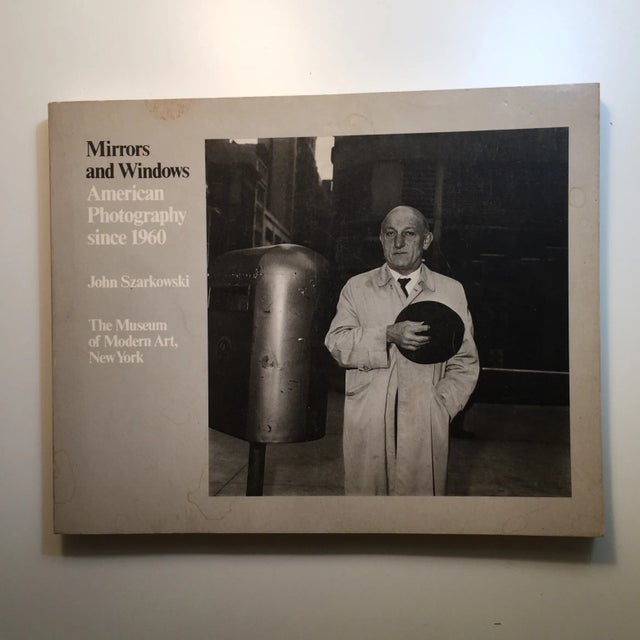 Mirrors
and Windows
American
Photography
since 1960
John Szarkowski
The Museum
of Modern Art,
New York